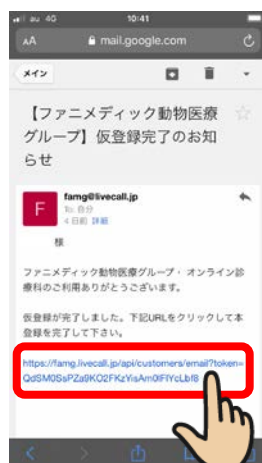 au 4G 10:41
AA mail.google.com
メイン
【ファニメディック動物医療
グループ】仮登録完了のお知
らせ
F
famg@livecall.jp
To: 自分
4 日前 詳細
様
ファニメディック動物医療グループ・ オンライン診
療科のご利用ありがとうございます。
仮登録が完了しました。下記URLをクリックして本
登録を完了して下さい。
https://famg.livecall.jp/api/customers/email?token=